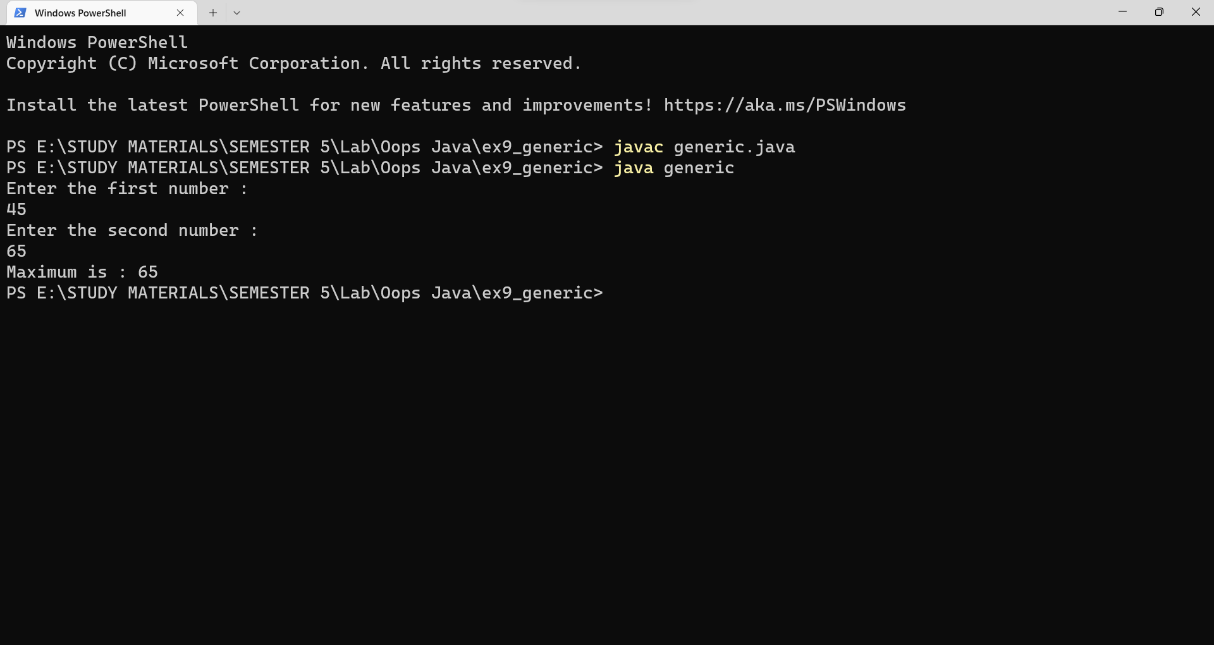 Windows PowerShell
Windows PowerShell
Copyright (C) Microsoft Corporation. All rights reserved.
Install the latest PowerShell for new features and improvements! https://aka.ms/PSWindows
PS E:\STUDY MATERIALS\SEMESTER 5\Lab\Oops Java\ex9_generic> javac generic.java
PS E:\STUDY MATERIALS\SEMESTER 5\Lab\Oops Java\ex9_generic> java generic
Enter the first number :
45
Enter the second number :
65
Maximum is : 65
PS E:\STUDY MATERIALS\SEMESTER 5\Lab\Oops Java\ex9_generic>